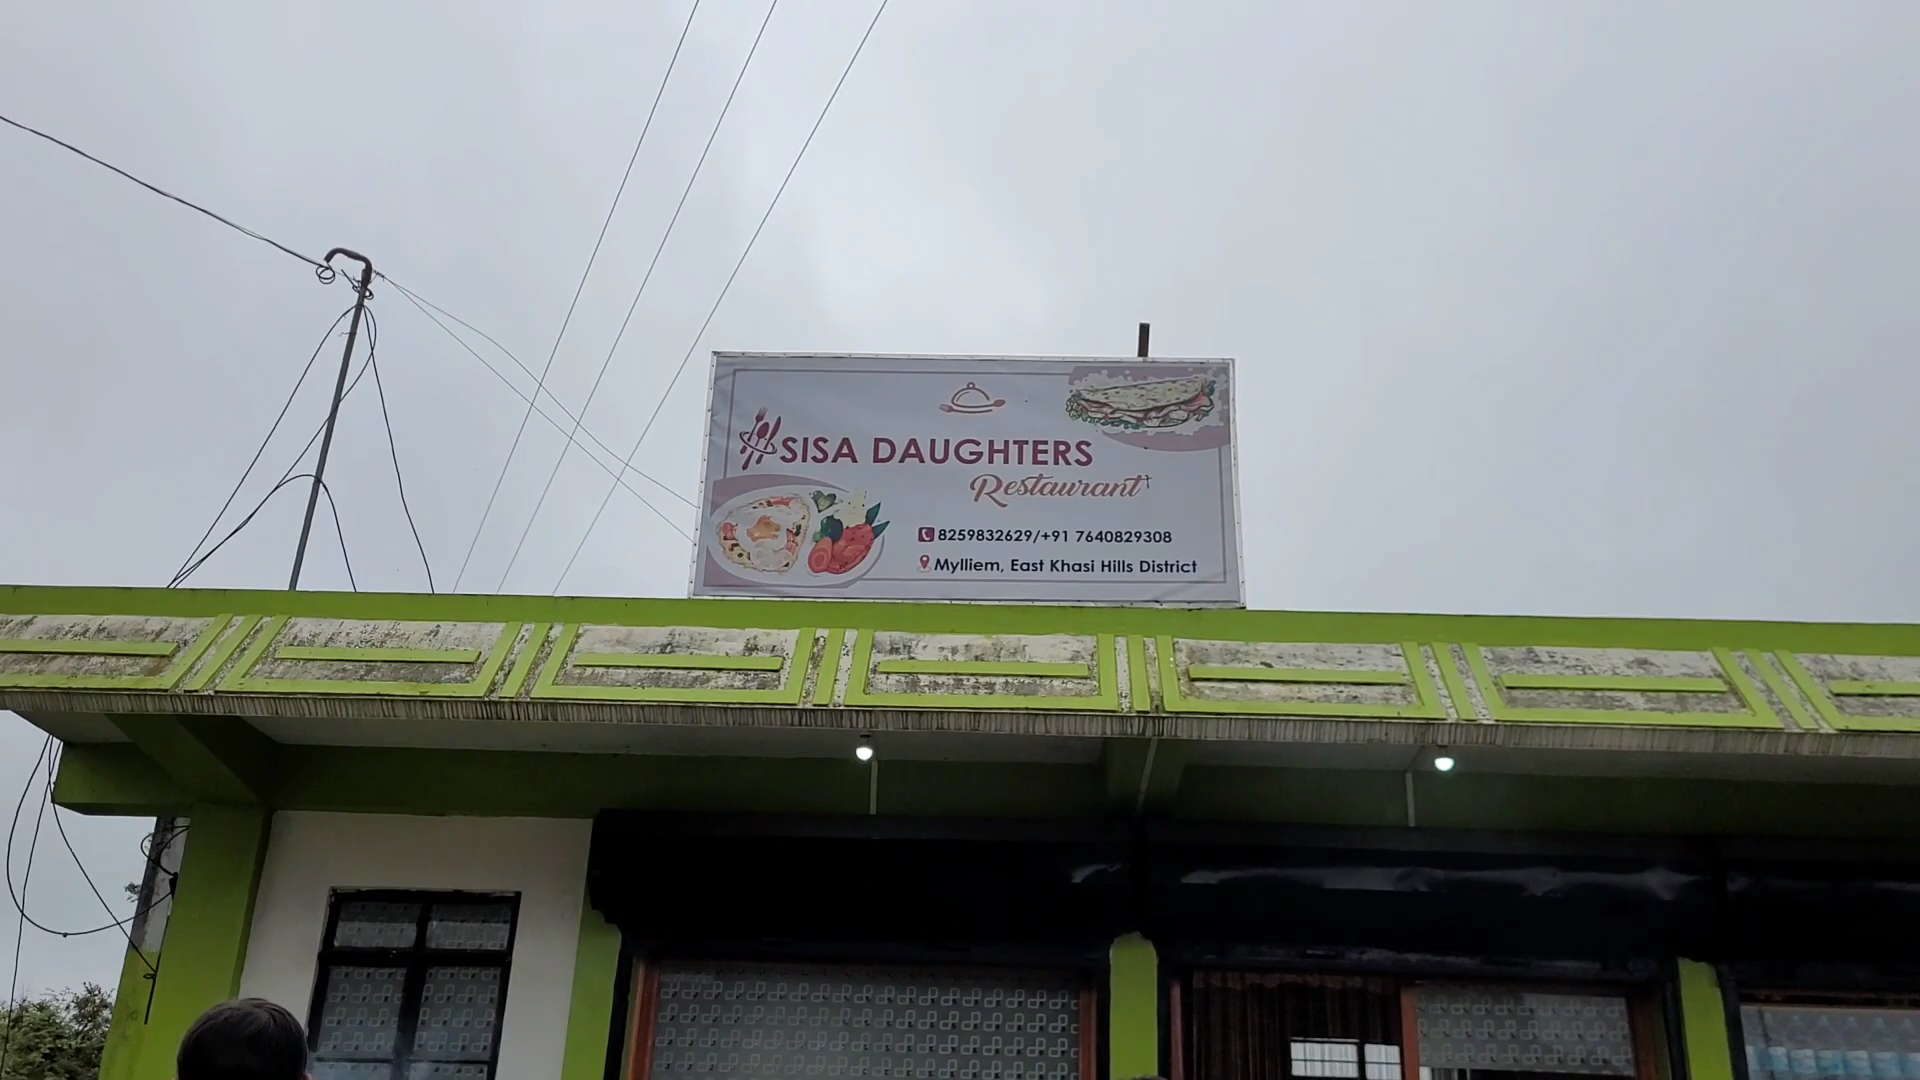 SISA DAUGHTERS
Restaurant
8259832629/+91 7640829308
Mylliem, East Khasi Hills District